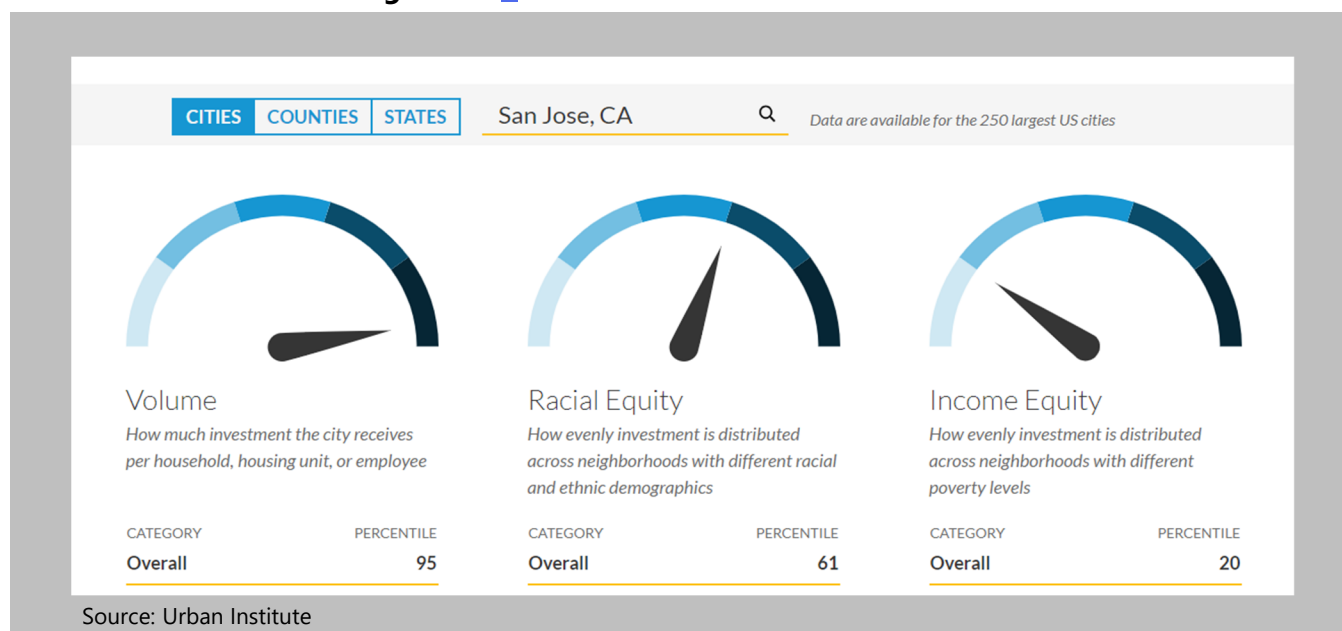 CITIES COUNTIES STATES San Jose, CA Data are available for the 250 largest US cities
Volume
How much investment the city receives
per household, housing unit, or employee
CATEGORY PERCENTILE
Overall 95
Racial Equity
How evenly investment is distributed
across neighborhoods with different racial
and ethnic demographics
CATEGORY PERCENTILE
Overall 61
Income Equity
How evenly investment is distributed
across neighborhoods with different
poverty levels
CATEGORY PERCENTILE
Overall 20
Source: Urban Institute